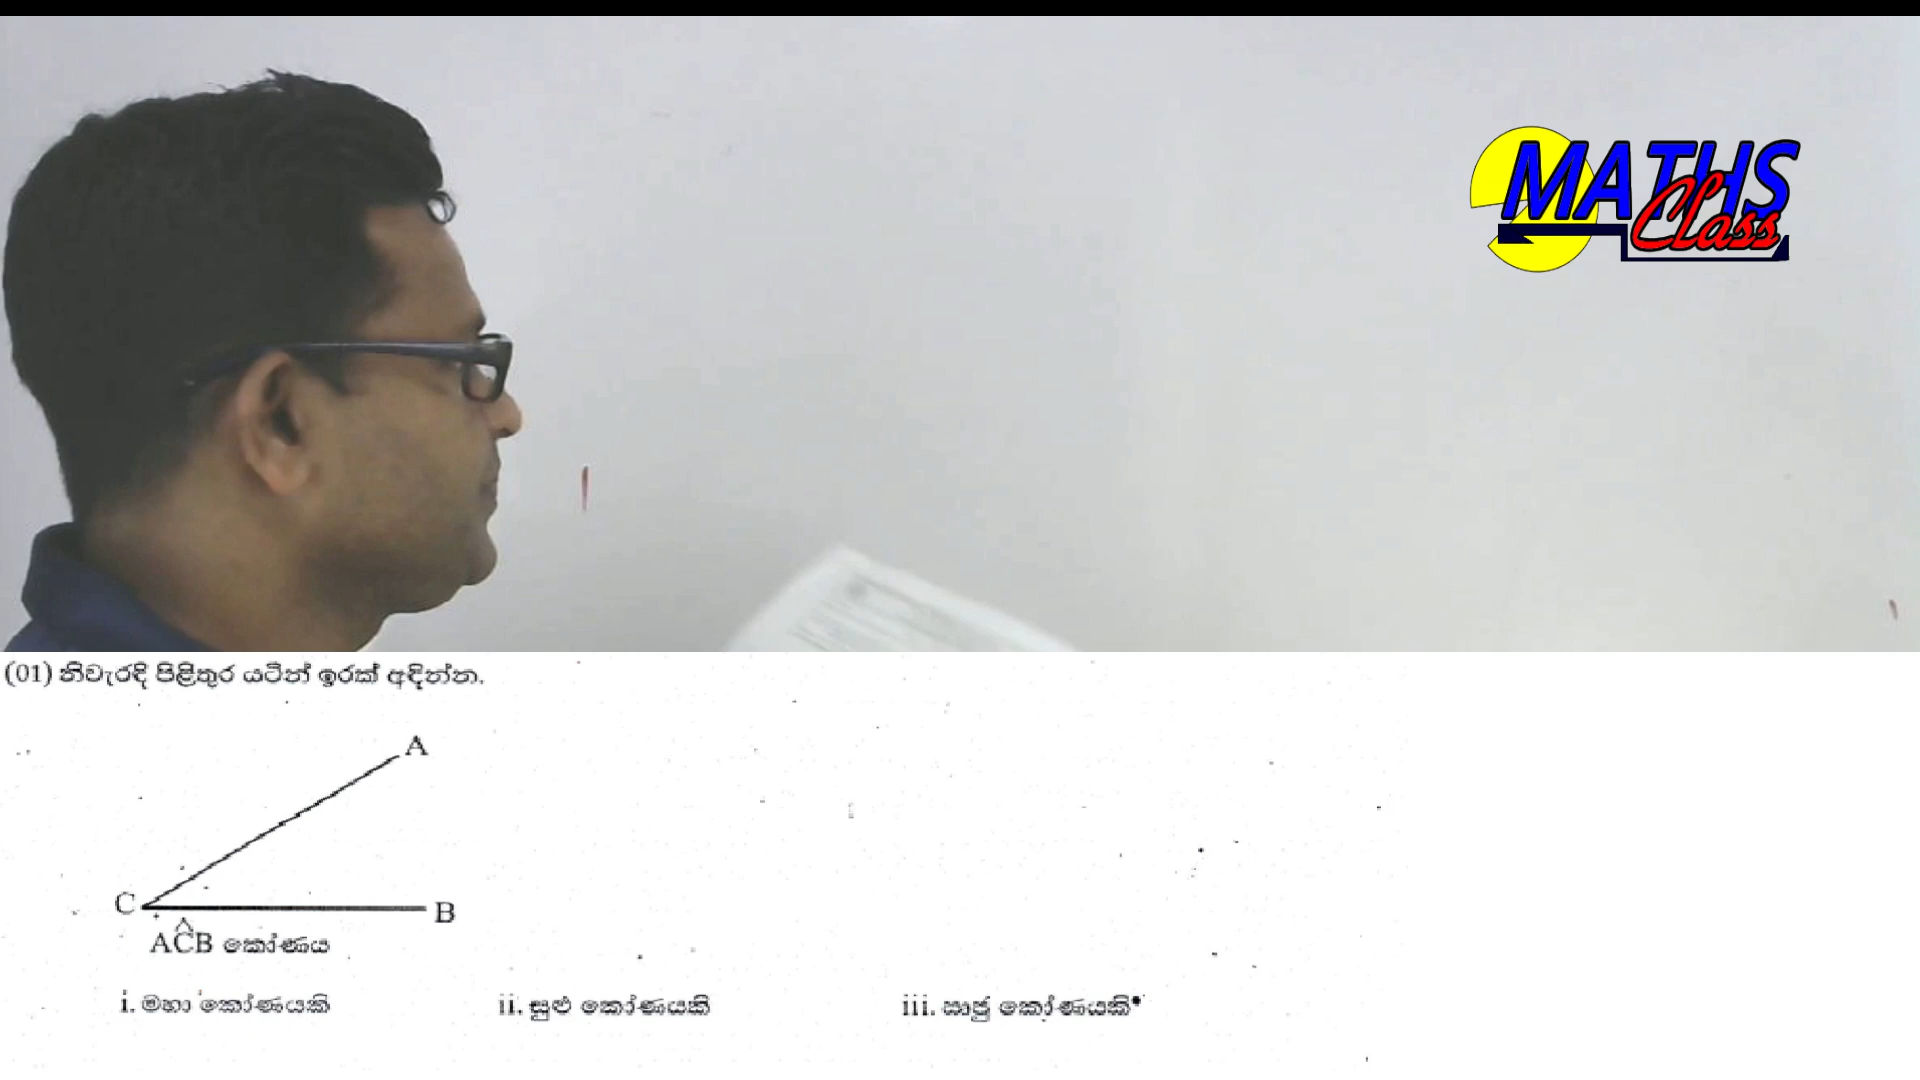 MATHS
Class
(01) නිවැරදි පිළිතුර යටින් ඉරක් අඳින්න.
A
C
B
AĈB කෝණය
i. මහා කෝණයකි ii. සුළු කෝණයකි iii. සෘජු කෝණයකි